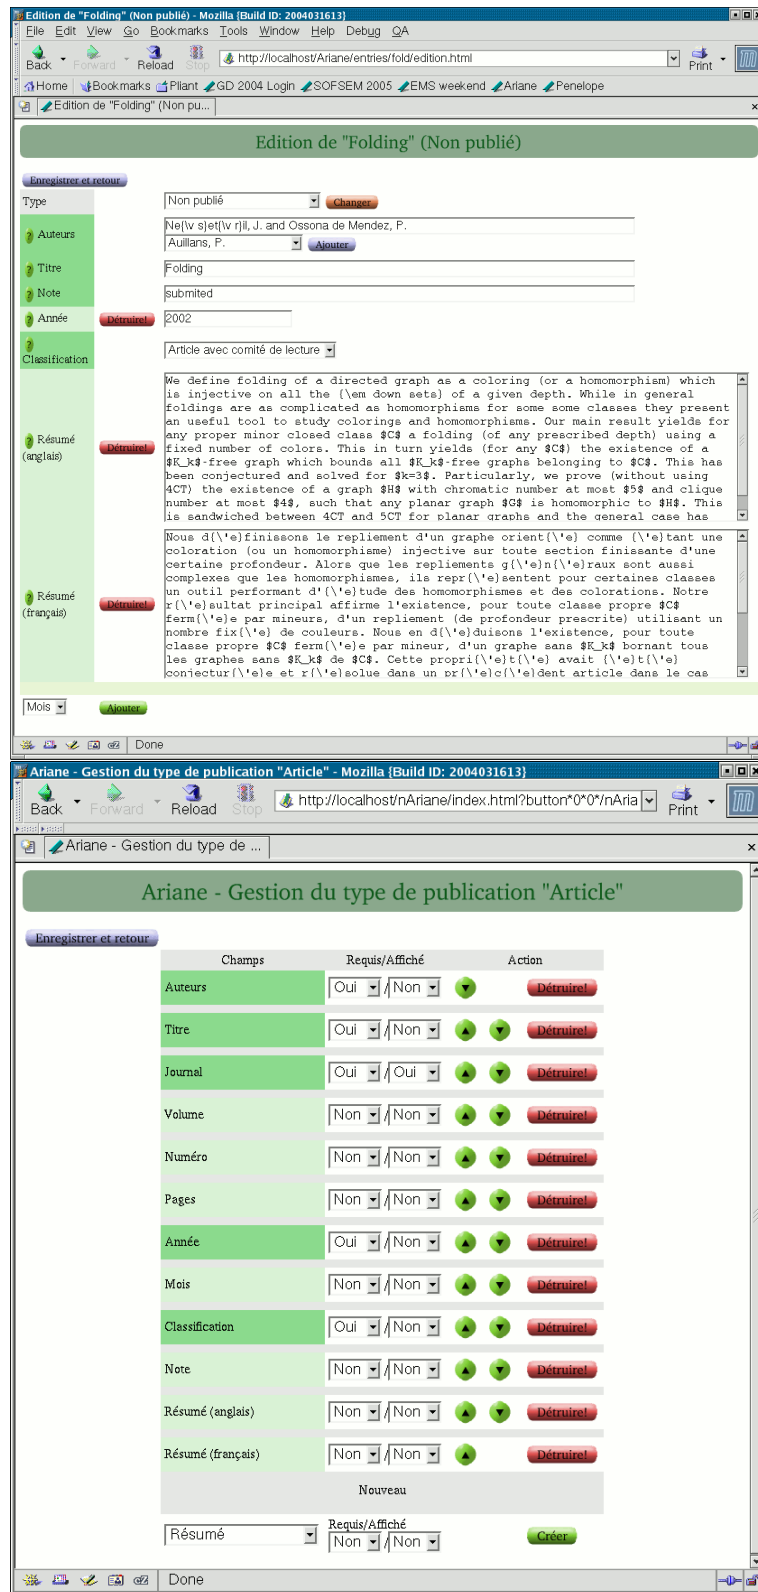 Edition de "Folding" (Non publié) - Mozilla {Build ID: 2004031613}
File Edit View Go Bookmarks Tools Window Help Debug QA
Back Forward Reload Stop http://localhost/Ariane/entries/fold/edition.html Print
Home Bookmarks Pliant GD 2004 Login SOFSEM 2005 EMS weekend Ariane Penelope
Edition de "Folding" (Non pu...
Edition de "Folding" (Non publié)
Enregistrer et retour
Type Non publié Changer
Ne{\v s}et{\v r}il, J. and Ossona de Mendez, P.
? Auteurs
Auillans, P. Ajouter
? Titre Folding
? Note submited
? Année Détruire! 2002
?
Classification Article avec comité de lecture
We define folding of a directed graph as a coloring (or a homomorphism) which
is injective on all the {\em down sets} of a given depth. While in general
foldings are as complicated as homomorphisms for some some classes they present
an useful tool to study colorings and homomorphisms. Our main result yields for
any proper minor closed class $C$ a folding (of any prescribed depth) using a
? Résumé (anglais) Détruire!
fixed number of colors. This in turn yields (for any $C$) the existence of a
$K_k$-free graph which bounds all $K_k$-free graphs belonging to $C$. This has
been conjectured and solved for $k=3$. Particularly, we prove (without using
4CT) the existence of a graph $H$ with chromatic number at most $5$ and clique
number at most $4$, such that any planar graph $G$ is homomorphic to $H$. This
is sandwiched between 4CT and 5CT for planar graphs and the general case has
Nous d{\'e}finissons le repliement d'un graphe orient{\'e} comme {\'e}tant une
coloration (ou un homomorphisme) injective sur toute section finissante d'une
certaine profondeur. Alors que les repliements g{\'e}n{\'e}raux sont aussi
complexes que les homomorphismes, ils repr{\'e}sentent pour certaines classes
un outil performant d'{\'e}tude des homomorphismes et des colorations. Notre
? Résumé (français) Détruire!
r{\'e}sultat principal affirme l'existence, pour toute classe propre $C$
ferm{\'e}e par mineurs, d'un repliement (de profondeur prescrite) utilisant un
nombre fix{\'e} de couleurs. Nous en d{\'e}duisons l'existence, pour toute
classe propre $C$ ferm{\'e}e par mineur, d'un graphe sans $K_k$ bornant tous
les graphes sans $K_k$ de $C$. Cette propri{\'e}t{\'e} avait {\'e}t{\'e}
conjectur{\'e}e et r{\'e}solue dans un pr{\'e}c{\'e}dent article dans le cas
Mois Ajouter
Done
Ariane - Gestion du type de publication "Article" - Mozilla {Build ID: 2004031613}
Back Forward Reload Stop http://localhost/nAriane/index.html?button*0*0*/nAria Print
Ariane - Gestion du type de ...
Ariane - Gestion du type de publication "Article"
Enregistrer et retour
Champs Requis/Affiché Action
Auteurs Oui / Non Détruire!
Titre Oui / Non Détruire!
Journal Oui / Oui Détruire!
Volume Non / Non Détruire!
Numéro Non / Non Détruire!
Pages Non / Non Détruire!
Année Oui / Non Détruire!
Mois Non / Non Détruire!
Classification Oui / Non Détruire!
Note Non / Non Détruire!
Résumé (anglais) Non / Non Détruire!
Résumé (français) Non / Non Détruire!
Nouveau
Requis/Affiché
Résumé Non / Non Créer
Done